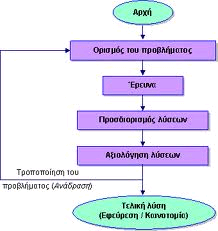 Αρχή
Ορισμός του προβλήματος
Έρευνα
Προσδιορισμός λύσεων
Αξιολόγηση λύσεων
Τροποποίηση του
προβλήματος (Ανάδραση)
Τελική λύση
(Εφεύρεση / Καινοτομία)